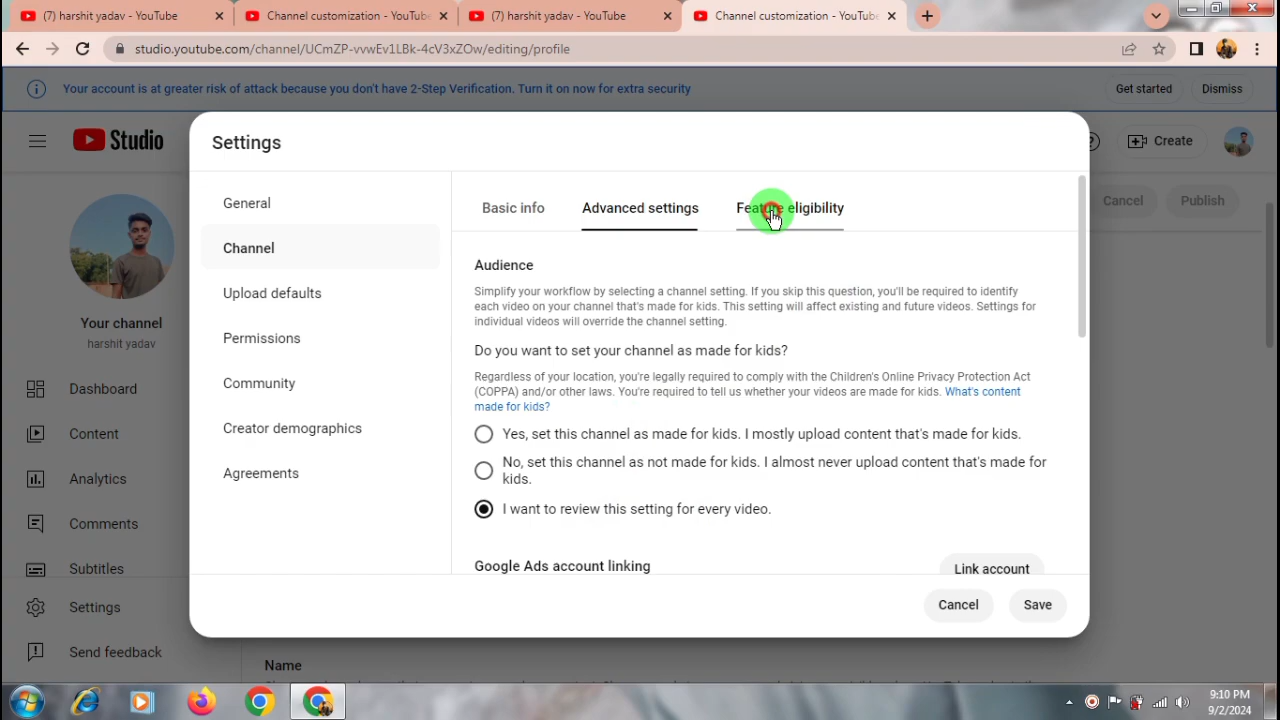 (7) harshit yadav - YouTube
Channel customization - YouTube
(7) harshit yadav - YouTube
Channel customization - YouTube
studio.youtube.com/channel/UCmZP-vvwEv1LBk-4cV3xZOw/editing/profile
Your account is at greater risk of attack because you don't have 2-Step Verification. Turn it on now for extra security
Get started
Dismiss
Studio
Settings
Create
General
Basic info
Advanced settings
Feature eligibility
Cancel
Publish
Channel
Audience
Simplify your workflow by selecting a channel setting. If you skip this question, you'll be required to identify
each video on your channel that's made for kids. This setting will affect existing and future videos. Settings for
individual videos will override the channel setting.
Upload defaults
Your channel
harshit yadav
Permissions
Do you want to set your channel as made for kids?
Regardless of your location, you're legally required to comply with the Children's Online Privacy Protection Act
(COPPA) and/or other laws. You're required to tell us whether your videos are made for kids. What's content
made for kids?
Community
Dashboard
Creator demographics
Content
Yes, set this channel as made for kids. I mostly upload content that's made for kids.
No, set this channel as not made for kids. I almost never upload content that's made for
kids.
Agreements
Analytics
I want to review this setting for every video.
Comments
Subtitles
Google Ads account linking
Link account
Settings
Cancel
Save
Send feedback
Name
9:10 PM
9/2/2024